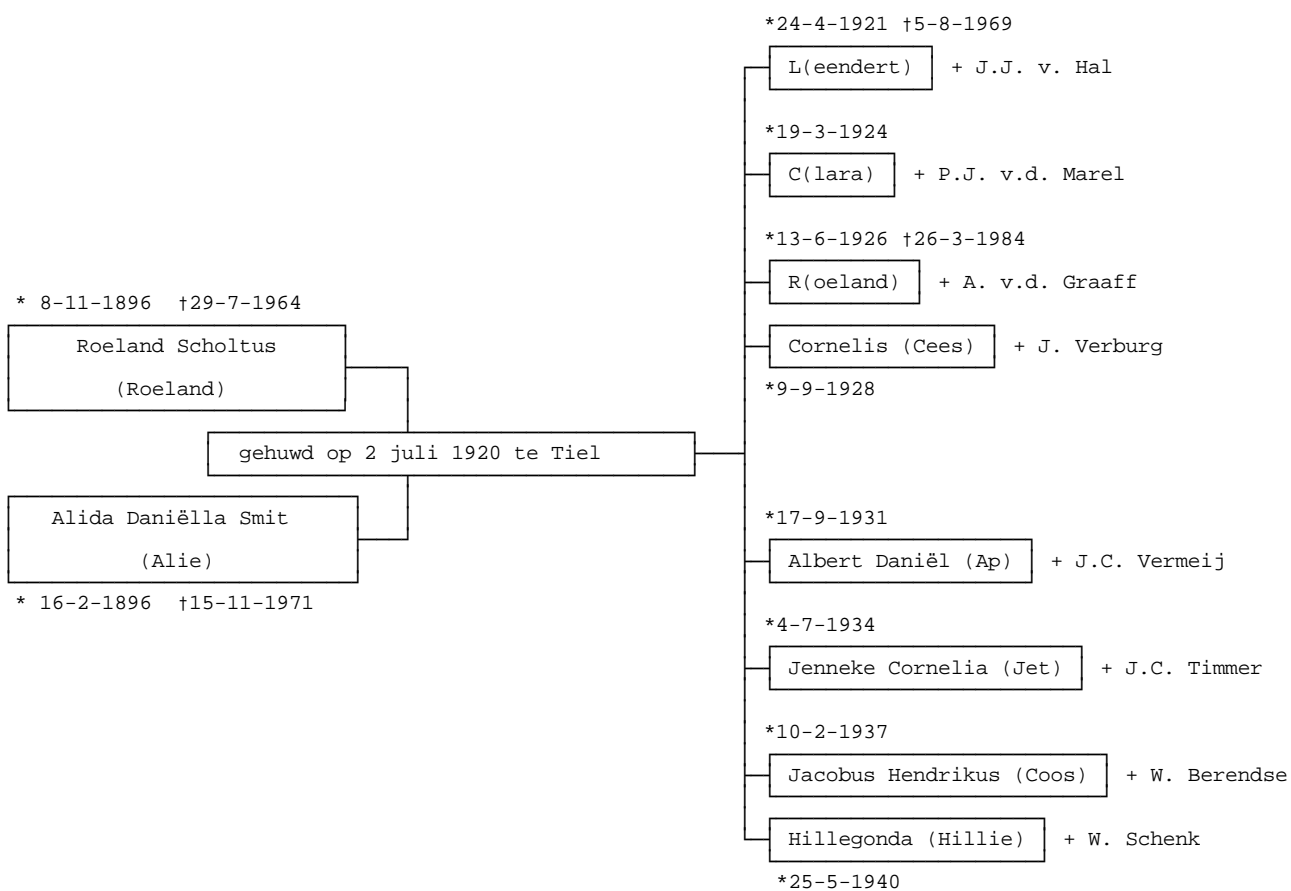 *24-4-1921 †5-8-1969
L(eendert) + J.J. v. Hal
*19-3-1924
C(lara) + P.J. v.d. Marel
*13-6-1926 †26-3-1984
R(oeland) + A. v.d. Graaff
* 8-11-1896 †29-7-1964
Roeland Scholtus
(Roeland)
Cornelis (Cees) + J. Verburg
*9-9-1928
gehuwd op 2 juli 1920 te Tiel
Alida Daniëlla Smit
(Alie)
* 16-2-1896 †15-11-1971
*17-9-1931
Albert Daniël (Ap) + J.C. Vermeij
*4-7-1934
Jenneke Cornelia (Jet) + J.C. Timmer
*10-2-1937
Jacobus Hendrikus (Coos) + W. Berendse
Hillegonda (Hillie) + W. Schenk
*25-5-1940